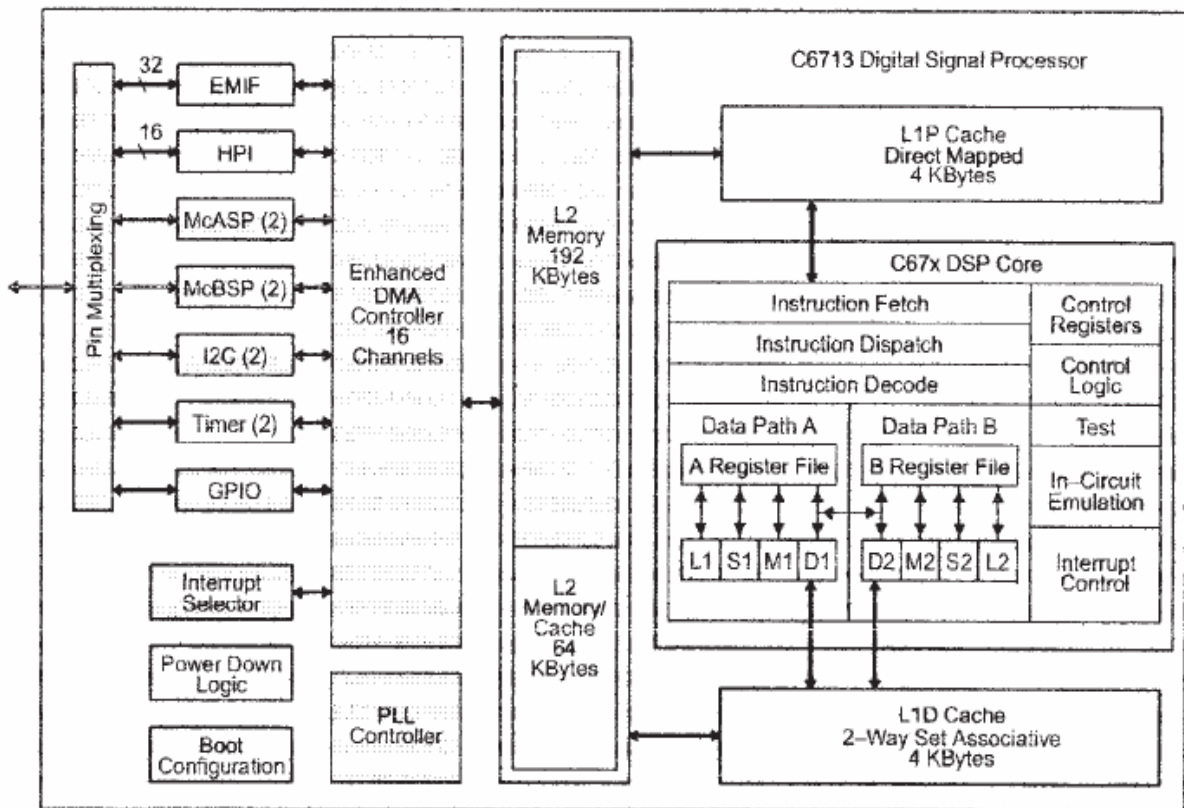 C6713 Digital Signal Processor
Pin Multiplexing
32
EMIF
16
HPI
McASP (2)
McBSP (2)
I2C (2)
Timer (2)
GPIO
Interrupt
Selector
Power Down
Logic
Boot
Configuration
Enhanced
DMA
Controller
16
Channels
PLL
Controller
L2
Memory
192
KBytes
L2
Memory/
Cache
64
KBytes
L1P Cache
Direct Mapped
4 KBytes
C67x DSP Core
Instruction Fetch
Instruction Dispatch
Instruction Decode
Data Path A
Data Path B
A Register File
B Register File
L1 S1 M1 D1
D2 M2 S2 L2
Control
Registers
Control
Logic
Test
In–Circuit
Emulation
Interrupt
Control
L1D Cache
2–Way Set Associative
4 KBytes